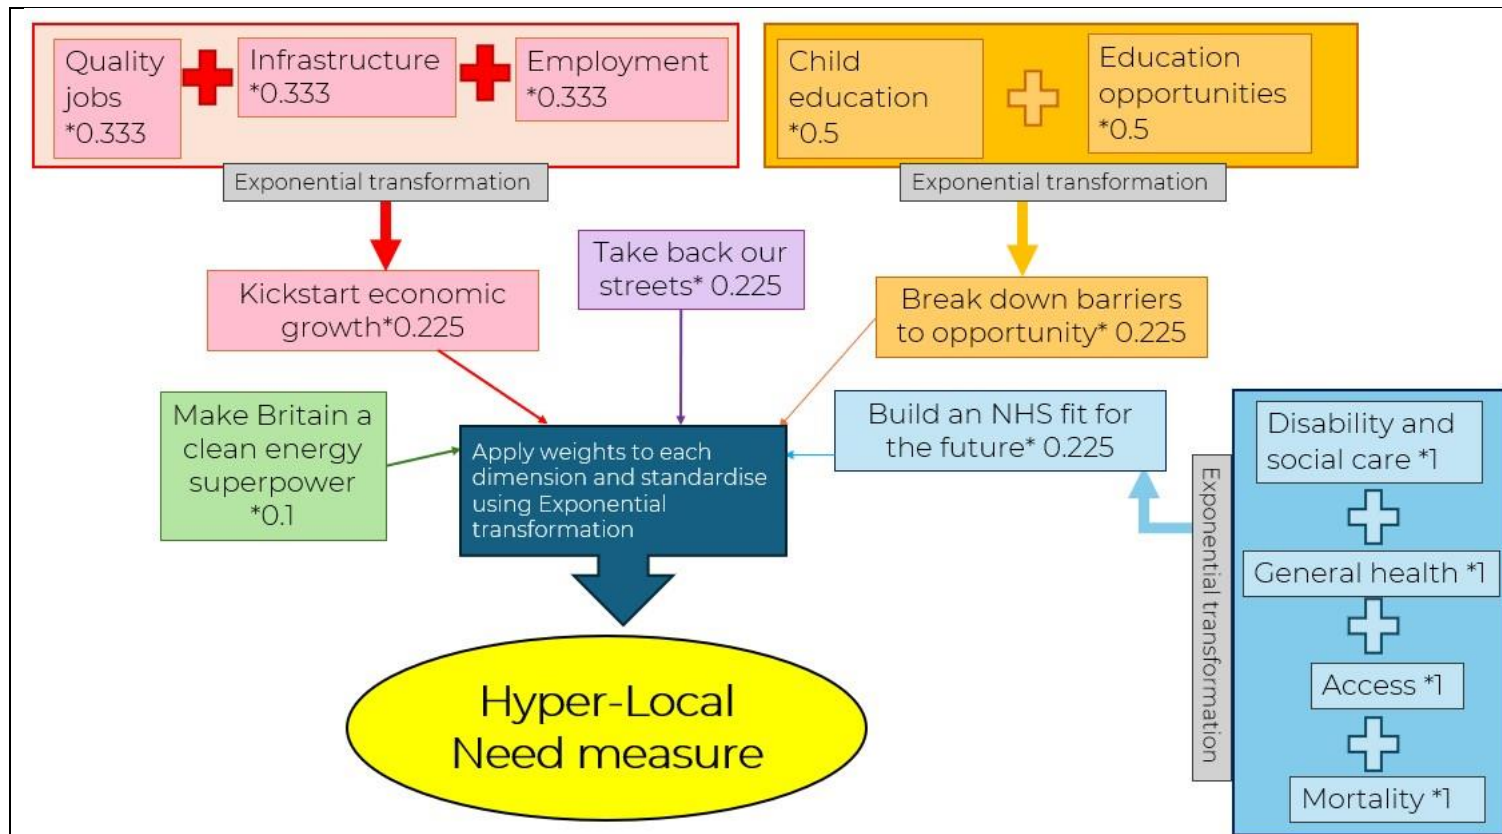 Quality
jobs
*0.333
Infrastructure
*0.333
Employment
*0.333
Child
education
*0.5
Education
opportunities
*0.5
Exponential transformation
Exponential transformation
Kickstart economic
growth*0.225
Take back our
streets* 0.225
Break down barriers
to opportunity* 0.225
Make Britain a
clean energy
superpower
*0.1
Apply weights to each
dimension and standardise
using Exponential
transformation
Build an NHS fit for
the future* 0.225
Exponential transformation
Disability and
social care *1
General health *1
Access *1
Mortality *1
Hyper-Local
Need measure